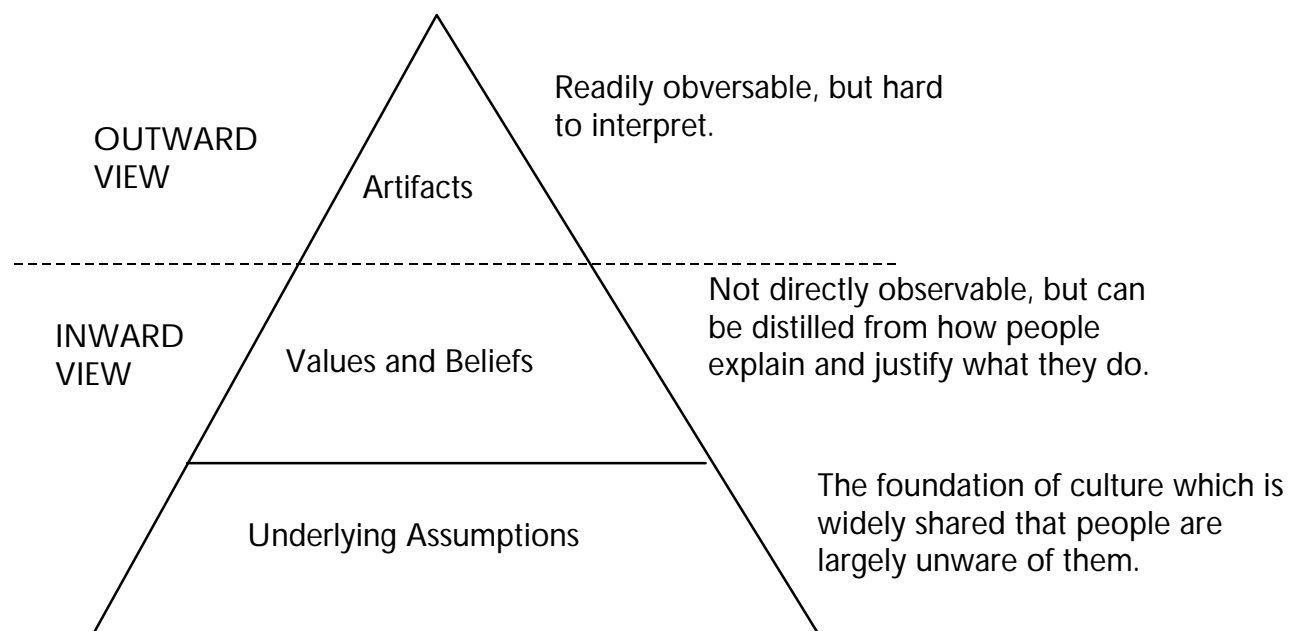 Readily obversable, but hard
to interpret.
OUTWARD
VIEW
Artifacts
Not directly observable, but can
be distilled from how people
explain and justify what they do.
INWARD
VIEW
Values and Beliefs
The foundation of culture which is
widely shared that people are
largely unware of them.
Underlying Assumptions